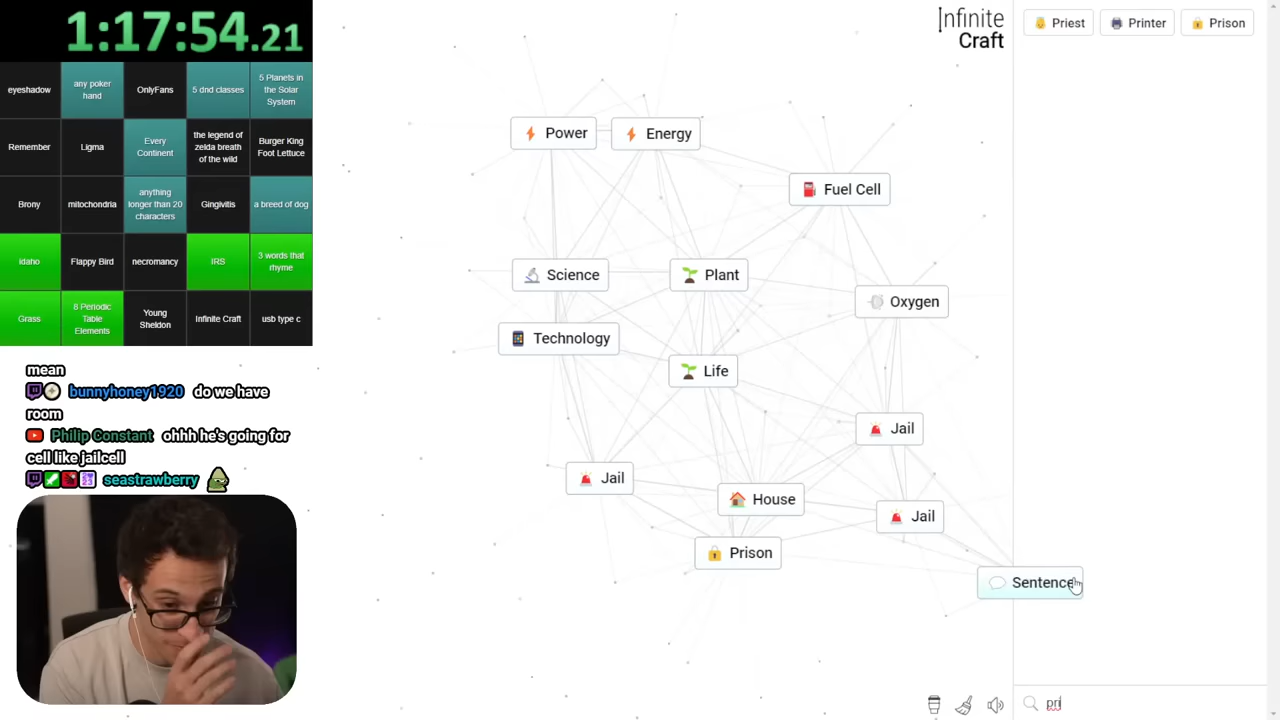 1:17:54.21
eyeshadow
any poker
hand
OnlyFans
5 dnd classes
5 Planets in
the Solar
System
Remember
Ligma
Every
Continent
the legend of
zelda breath
of the wild
Burger King
Foot Lettuce
Brony
mitochondria
anything
longer than 20
characters
Gingivitis
a breed of dog
Idaho
Flappy Bird
necromancy
IRS
3 words that
rhyme
Grass
8 Periodic
Table
Elements
Young
Sheldon
Infinite Craft
usb type c
mean
bunnyhoney1920 do we have
room
Philip Constant ohhh he's going for
cell like jailcell
seastrawberry
Infinite
Craft
Power
Energy
Fuel Cell
Science
Plant
Oxygen
Technology
Life
Jail
Jail
House
Jail
Prison
Sentence
Priest
Printer
Prison
pri